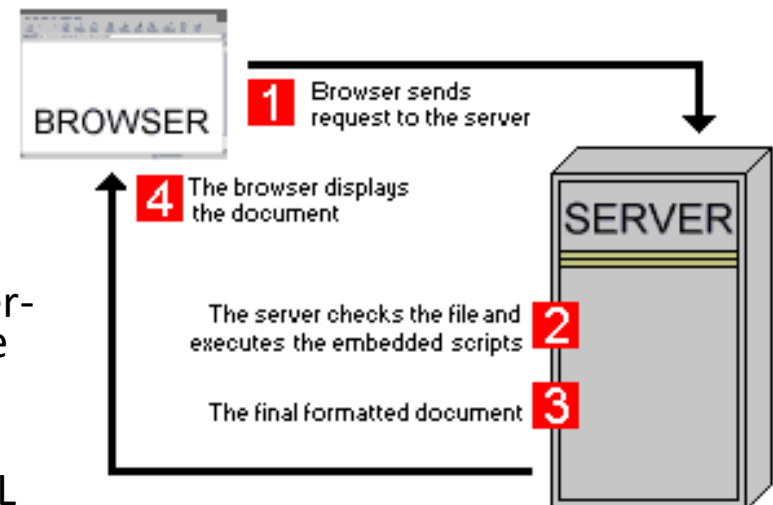 BROWSER
1
Browser sends
request to the server
4
The browser displays
the document
SERVER
r-
e
The server checks the file and
executes the embedded scripts
2
The final formatted document
3
L